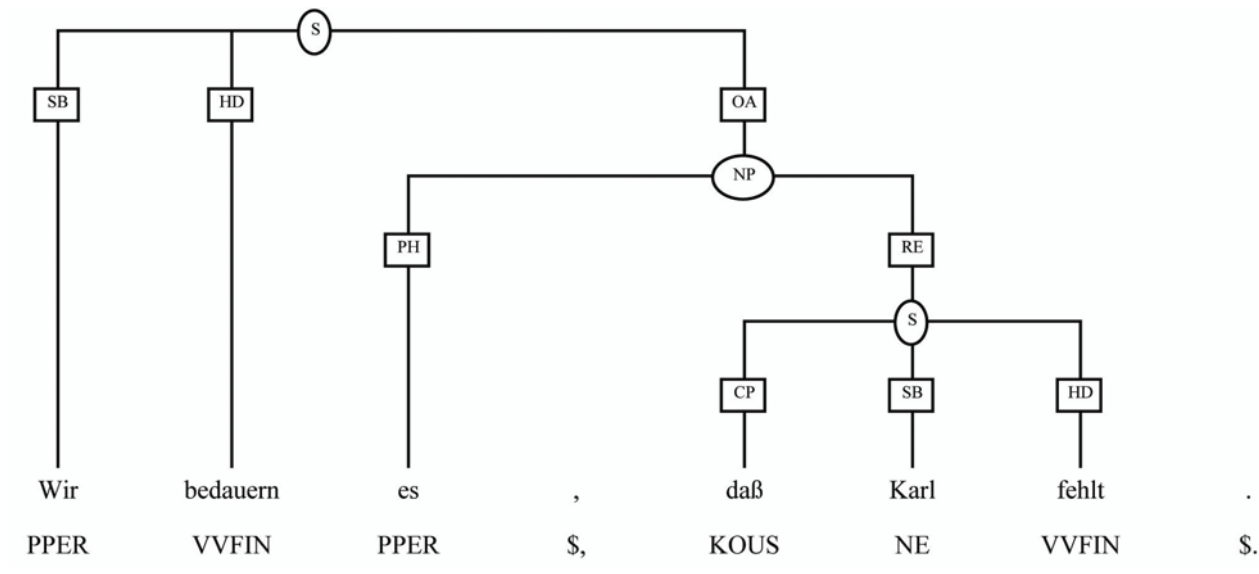 S
SB HD OA
NP
PH RE
S
CP SB HD
Wir bedauern es , daß Karl fehlt .
PPER VVFIN PPER $, KOUS NE VVFIN $.